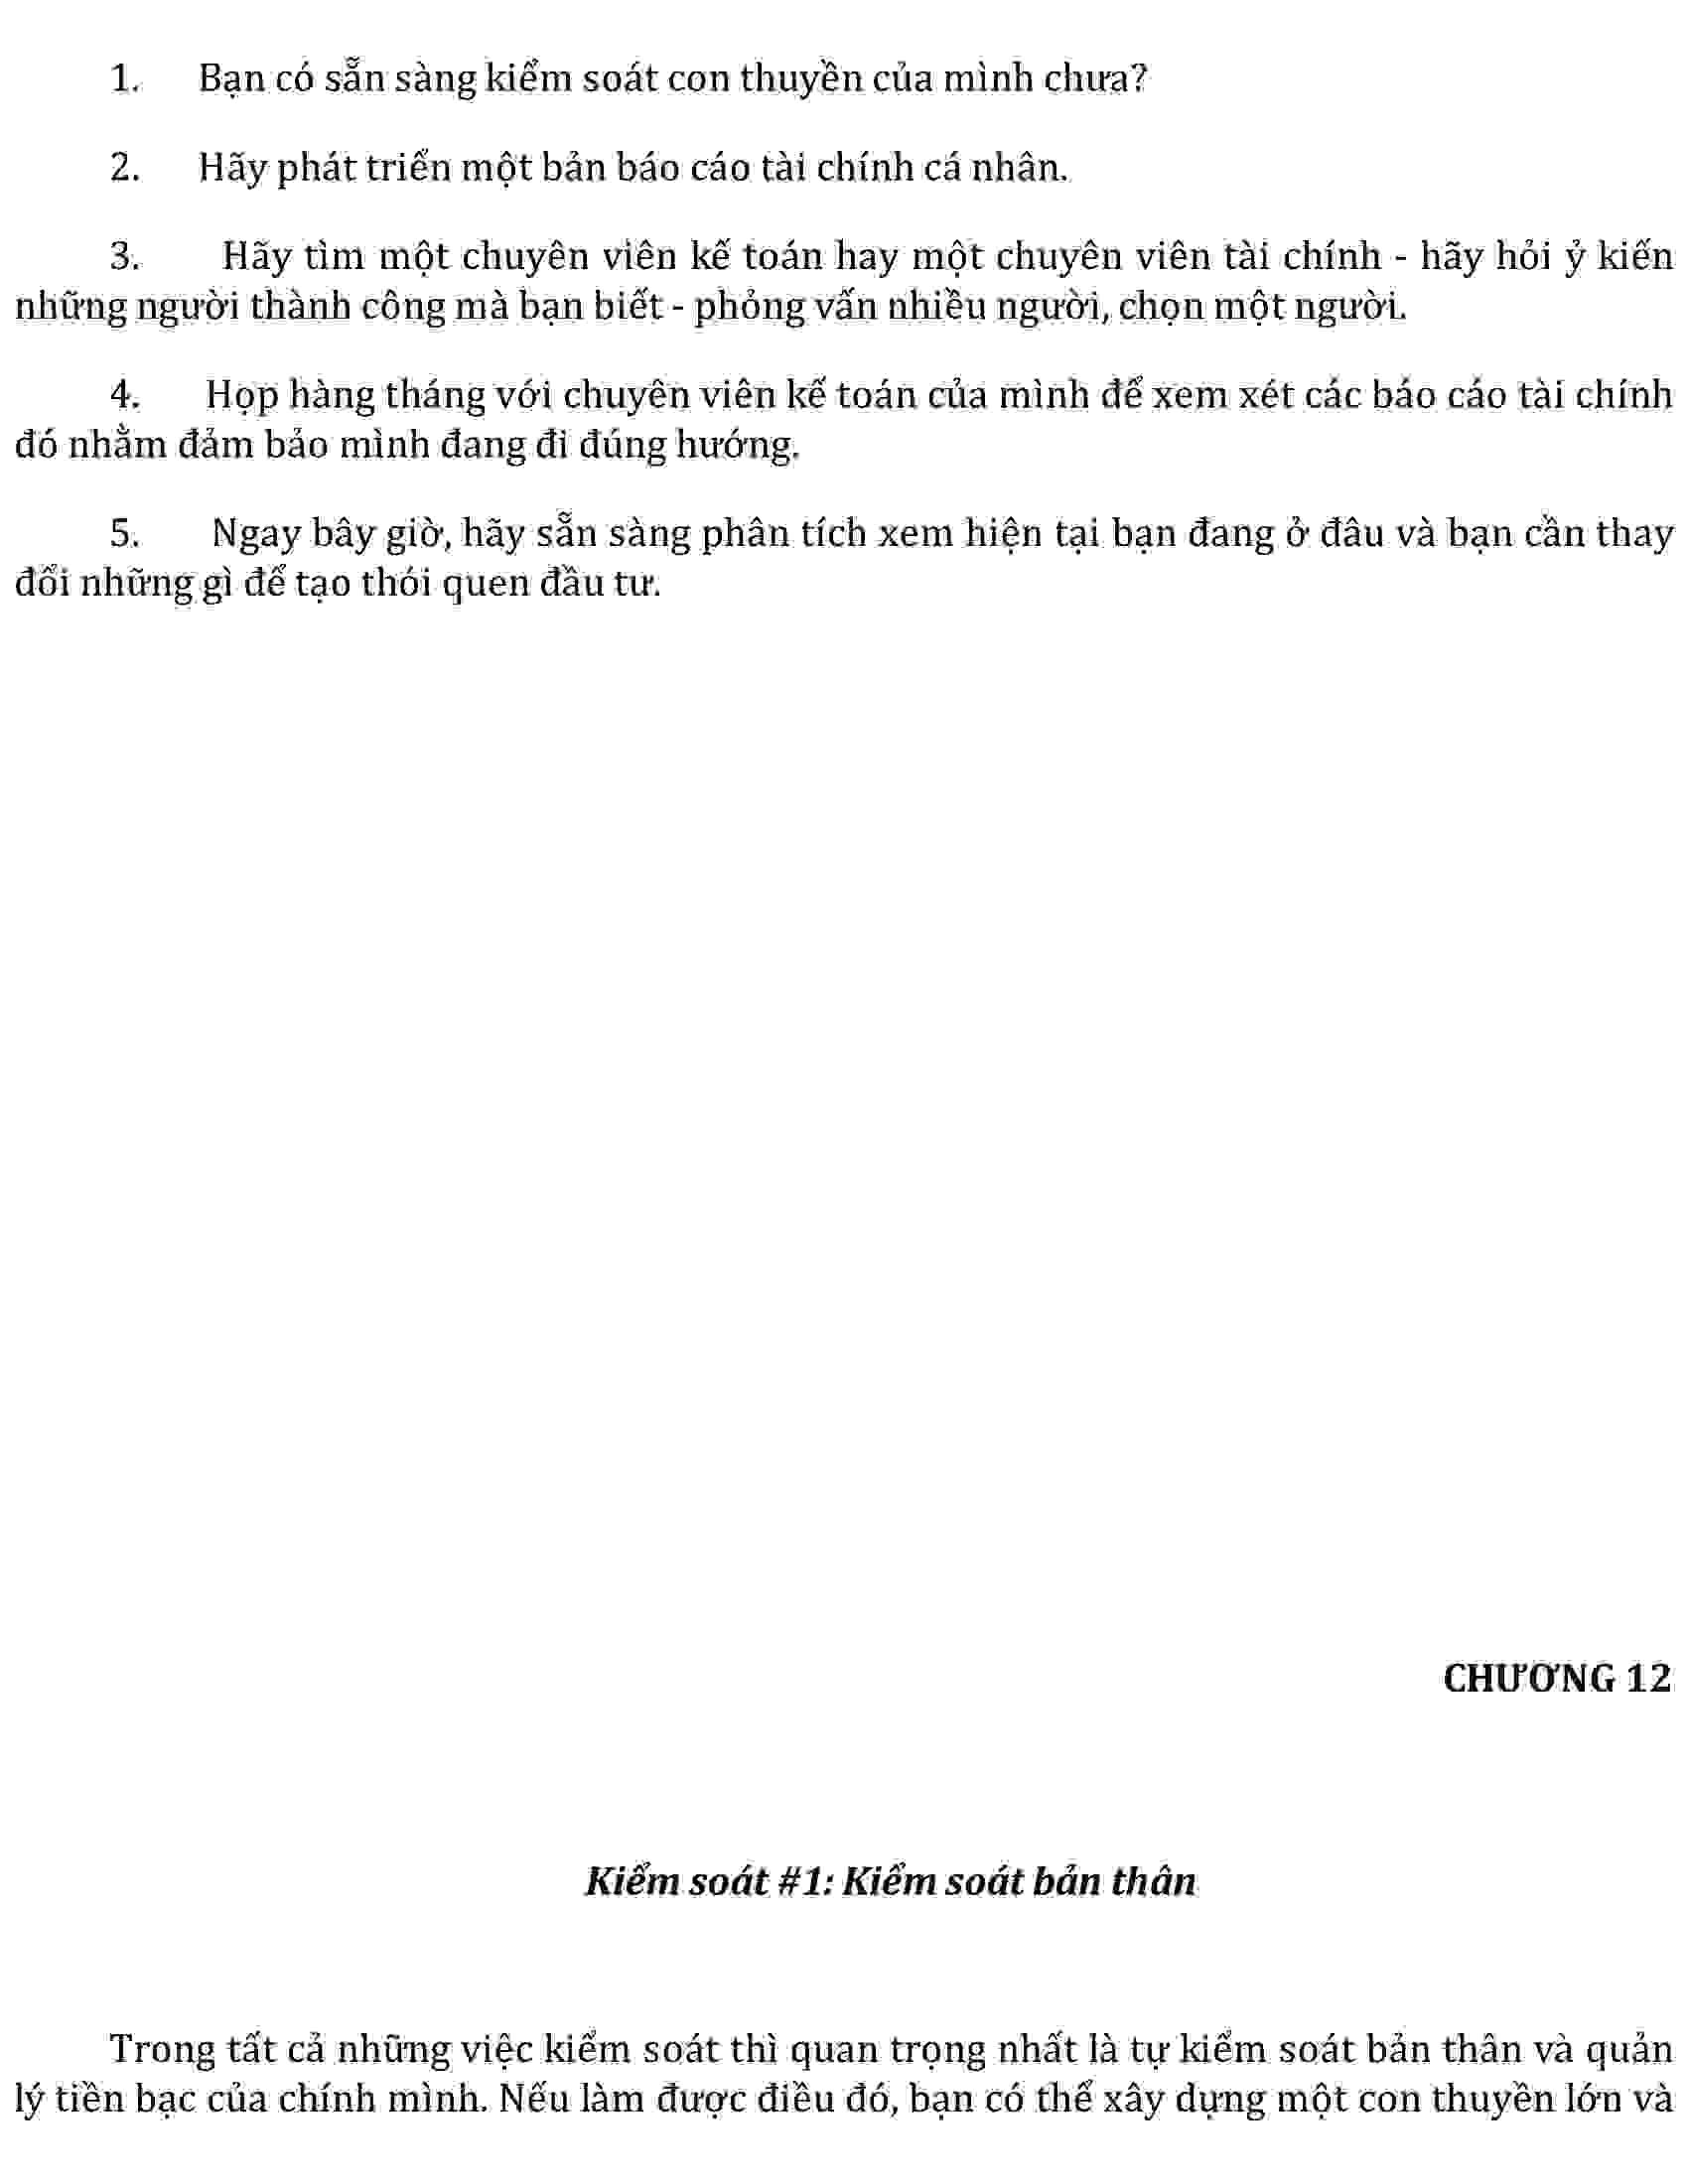 1. Bạn có sẵn sàng kiểm soát con thuyền của mình chưa?
2. Hãy phát triển một bản báo cáo tài chính cá nhân.
3. Hãy tìm một chuyên viên kế toán hay một chuyên viên tài chính - hãy hỏi ý kiến
những người thành công mà bạn biết - phỏng vấn nhiều người, chọn một người.
4. Họp hàng tháng với chuyên viên kế toán của mình để xem xét các báo cáo tài chính
đó nhằm đảm bảo mình đang đi đúng hướng.
5. Ngay bây giờ, hãy sẵn sàng phân tích xem hiện tại bạn đang ở đâu và bạn cần thay
đổi những gì để tạo thói quen đầu tư.
CHƯƠNG 12
Kiểm soát #1: Kiểm soát bản thân
Trong tất cả những việc kiểm soát thì quan trọng nhất là tự kiểm soát bản thân và quản
lý tiền bạc của chính mình. Nếu làm được điều đó, bạn có thể xây dựng một con thuyền lớn và